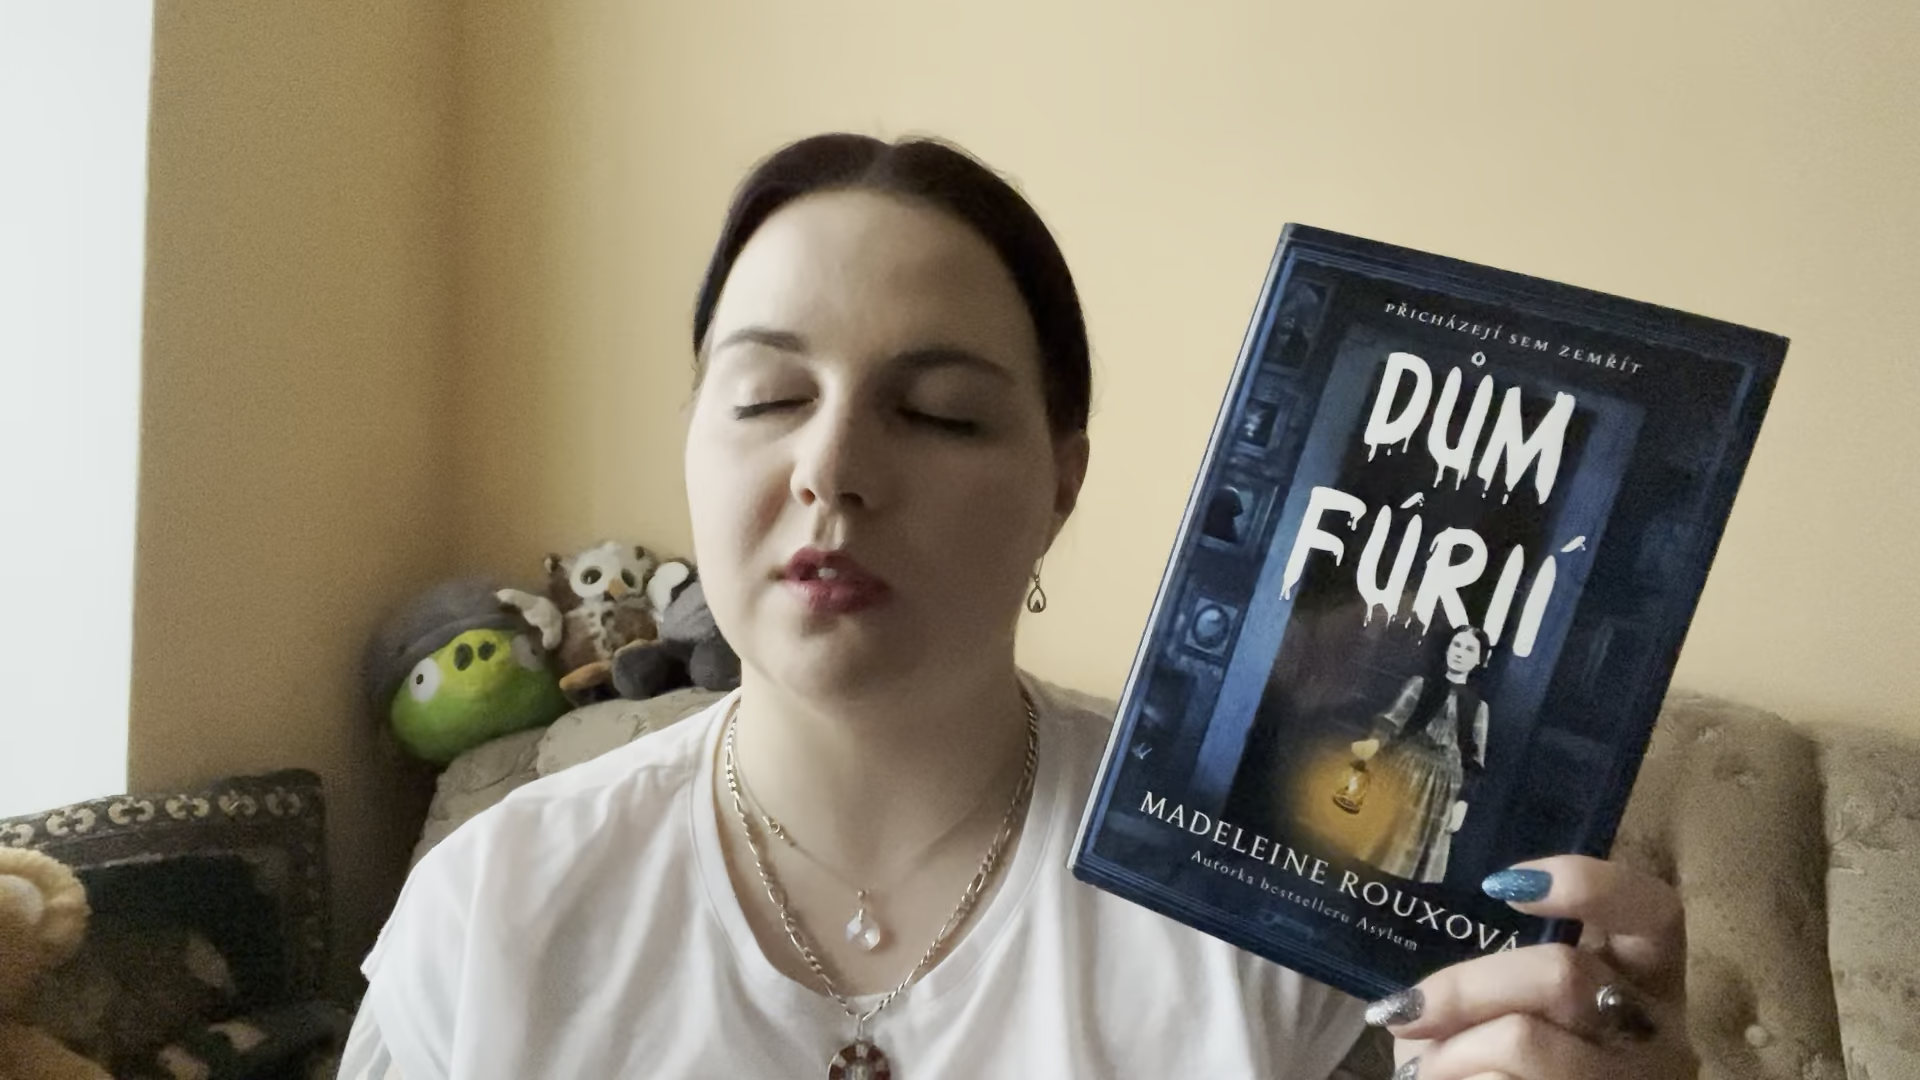 PŘICHÁZEJÍ SEM ZEMŘÍT
DŮM
FÚRIÍ
MADELEINE ROUXOVÁ
Autorka bestselleru Asylum